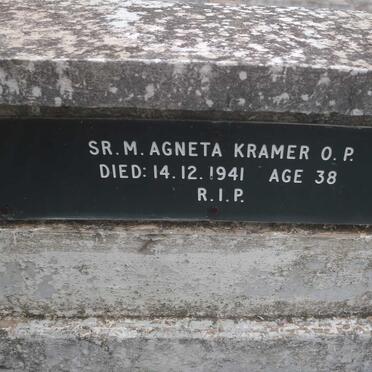 SR. M. AGNETA KRAMER O. P.
DIED: 14. 12. 1941 AGE 38
R. I. P.